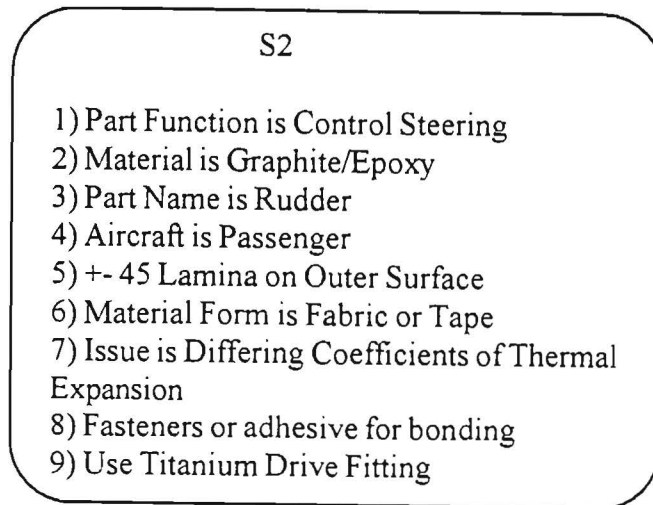 S2
1) Part Function is Control Steering
2) Material is Graphite/Epoxy
3) Part Name is Rudder
4) Aircraft is Passenger
5) +- 45 Lamina on Outer Surface
6) Material Form is Fabric or Tape
7) Issue is Differing Coefficients of Thermal
Expansion
8) Fasteners or adhesive for bonding
9) Use Titanium Drive Fitting